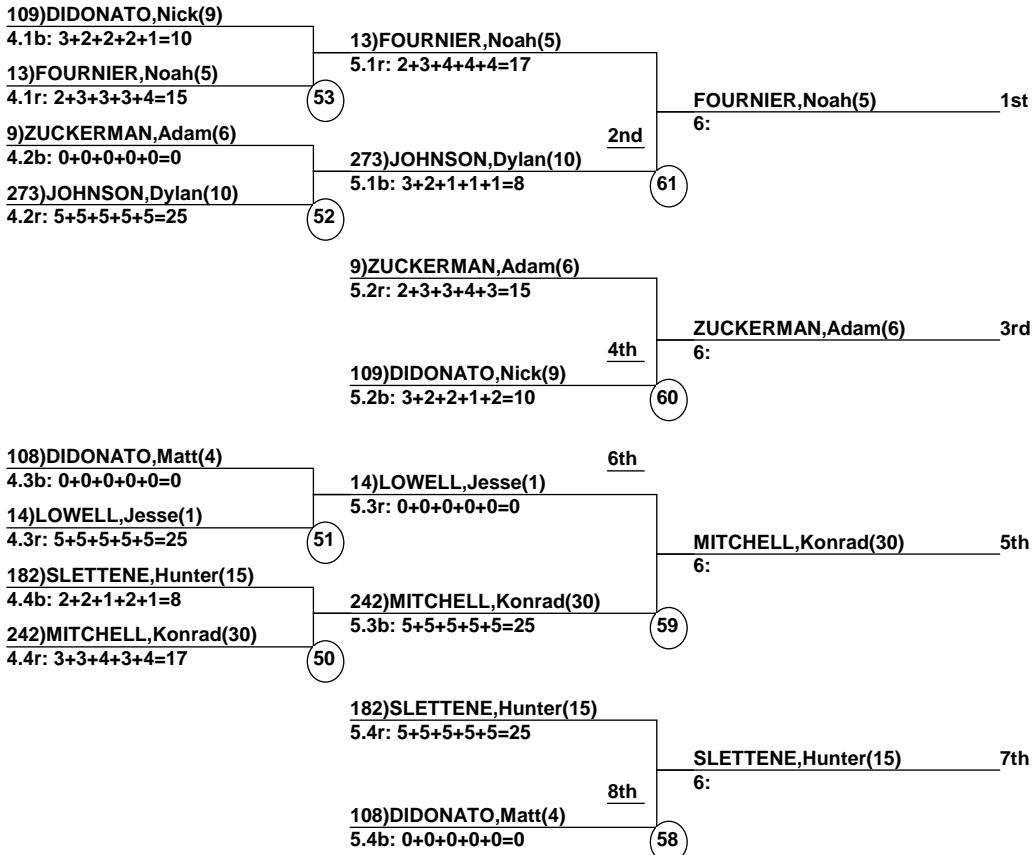 109)DIDONATO,Nick(9)
4.1b: 3+2+2+2+1=10
13)FOURNIER,Noah(5)
4.1r: 2+3+3+3+4=15
53
9)ZUCKERMAN,Adam(6)
4.2b: 0+0+0+0+0=0
273)JOHNSON,Dylan(10)
4.2r: 5+5+5+5+5=25
52
13)FOURNIER,Noah(5)
5.1r: 2+3+4+4+4=17
2nd
273)JOHNSON,Dylan(10)
5.1b: 3+2+1+1+1=8
61
FOURNIER,Noah(5) 1st
6:
9)ZUCKERMAN,Adam(6)
5.2r: 2+3+3+4+3=15
4th
109)DIDONATO,Nick(9)
5.2b: 3+2+2+1+2=10
60
ZUCKERMAN,Adam(6) 3rd
6:
108)DIDONATO,Matt(4)
4.3b: 0+0+0+0+0=0
14)LOWELL,Jesse(1)
4.3r: 5+5+5+5+5=25
51
182)SLETTENE,Hunter(15)
4.4b: 2+2+1+2+1=8
242)MITCHELL,Konrad(30)
4.4r: 3+3+4+3+4=17
50
6th
14)LOWELL,Jesse(1)
5.3r: 0+0+0+0+0=0
242)MITCHELL,Konrad(30)
5.3b: 5+5+5+5+5=25
59
MITCHELL,Konrad(30) 5th
6:
182)SLETTENE,Hunter(15)
5.4r: 5+5+5+5+5=25
8th
108)DIDONATO,Matt(4)
5.4b: 0+0+0+0+0=0
58
SLETTENE,Hunter(15) 7th
6: